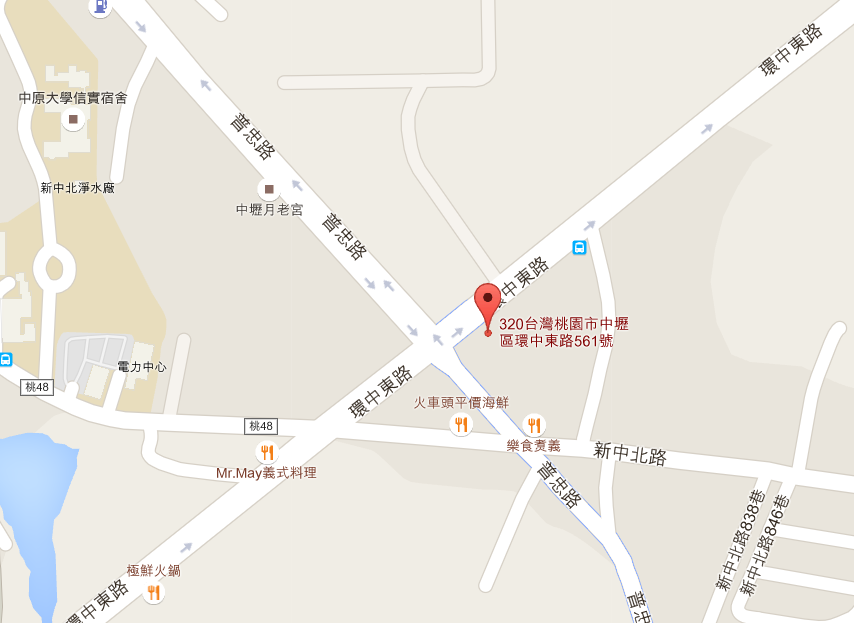 環中東路
中原大學信實宿舍
普忠路
新中北淨水廠
中壢月老宮
普忠路
環中東路
320台灣桃園市中壢
區環中東路561號
電力中心
桃48
環中東路
火車頭平價海鮮
桃48
樂食煑義
新中北路
Mr.May義式料理
普忠路
新中北路838巷
新中北路846巷
極鮮火鍋
環中東路
普忠